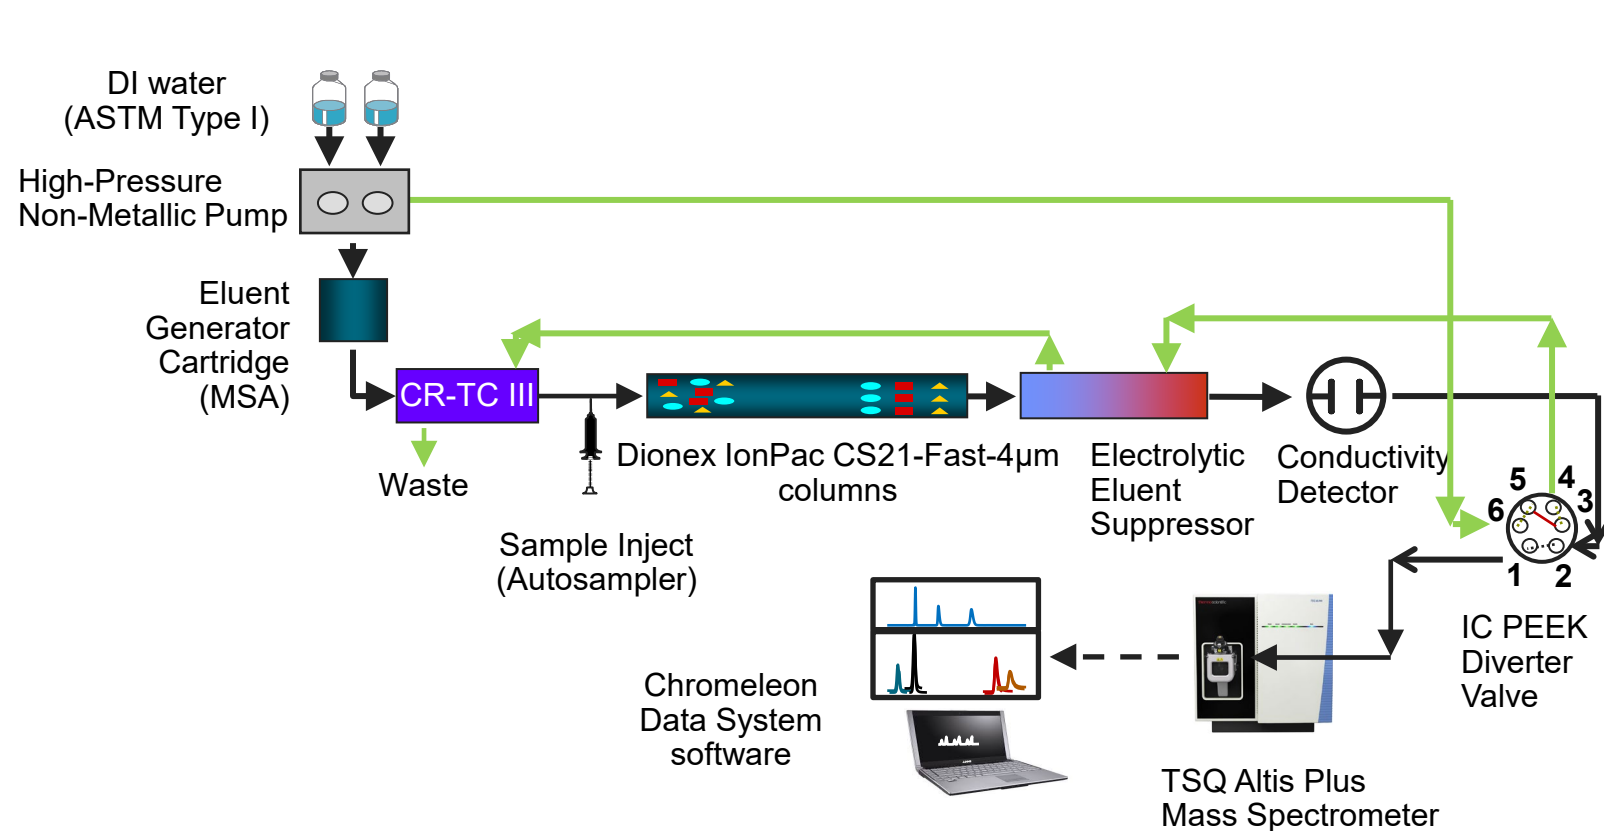 DI water
(ASTM Type I)
High-Pressure
Non-Metallic Pump
Eluent
Generator
Cartridge
(MSA)
CR-TC III
Waste
Dionex IonPac CS21-Fast-4µm
columns
Sample Inject
(Autosampler)
Electrolytic
Eluent
Suppressor
Conductivity
Detector
5
4
6
3
1
2
IC PEEK
Diverter
Valve
Chromeleon
Data System
software
TSQ Altis Plus
Mass Spectrometer